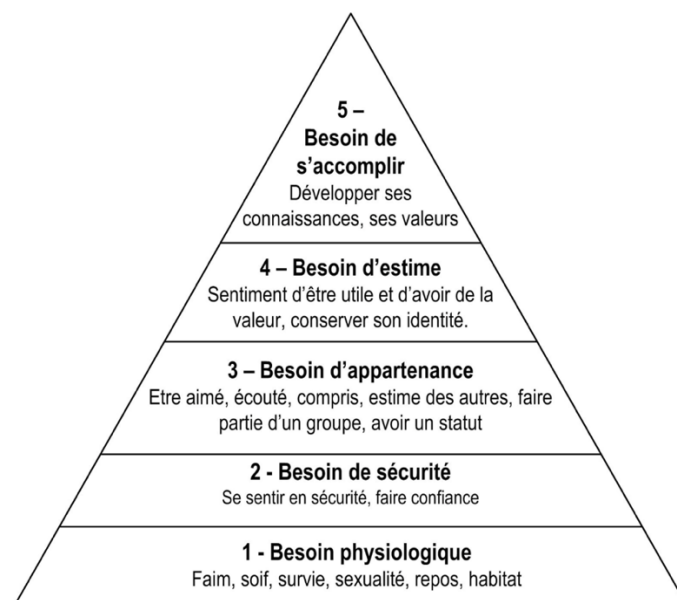 5 –
Besoin de
s’accomplir
Développer ses
connaissances, ses valeurs
4 – Besoin d’estime
Sentiment d’être utile et d’avoir de la
valeur, conserver son identité.
3 – Besoin d’appartenance
Etre aimé, écouté, compris, estime des autres, faire
partie d’un groupe, avoir un statut
2 - Besoin de sécurité
Se sentir en sécurité, faire confiance
1 - Besoin physiologique
Faim, soif, survie, sexualité, repos, habitat